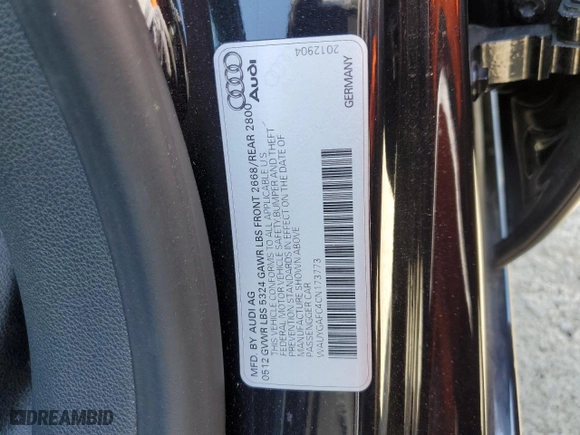 MFD. BY AUDI AG
0512 GVWR LBS 5324 GAWR LBS FRONT 2668/REAR 2800
THIS VEHICLE CONFORMS TO ALL APPLICABLE U.S.
FEDERAL MOTOR VEHICLE SAFETY BUMPER AND THEFT
PREVENTION STANDARDS IN EFFECT ON THE DATE OF
MANUFACTURE SHOWN ABOVE
PASSENGER CAR
WAUYGAFC4CN173773
Audi
2012904
GERMANY
DREAMBID